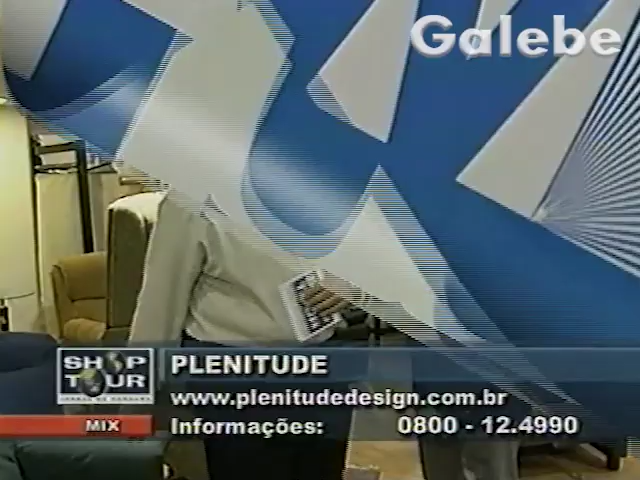 Galebe
SHOP
TOUR
PLENITUDE
www.plenitudedesign.com.br
MIX
Informações:
0800 - 12.4990